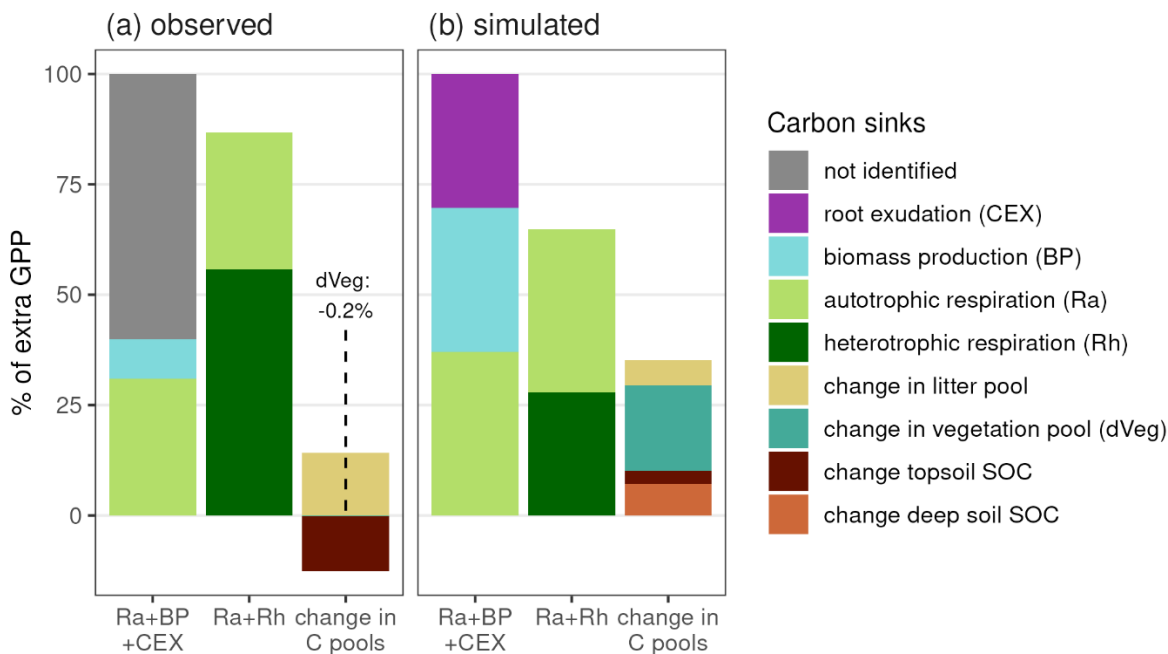 (a) observed
(b) simulated
% of extra GPP
100
75
50
25
0
dVeg:
-0.2%
Ra+BP
+CEX
Ra+Rh
change in
C pools
Ra+BP
+CEX
Ra+Rh
change in
C pools
Carbon sinks
not identified
root exudation (CEX)
biomass production (BP)
autotrophic respiration (Ra)
heterotrophic respiration (Rh)
change in litter pool
change in vegetation pool (dVeg)
change topsoil SOC
change deep soil SOC